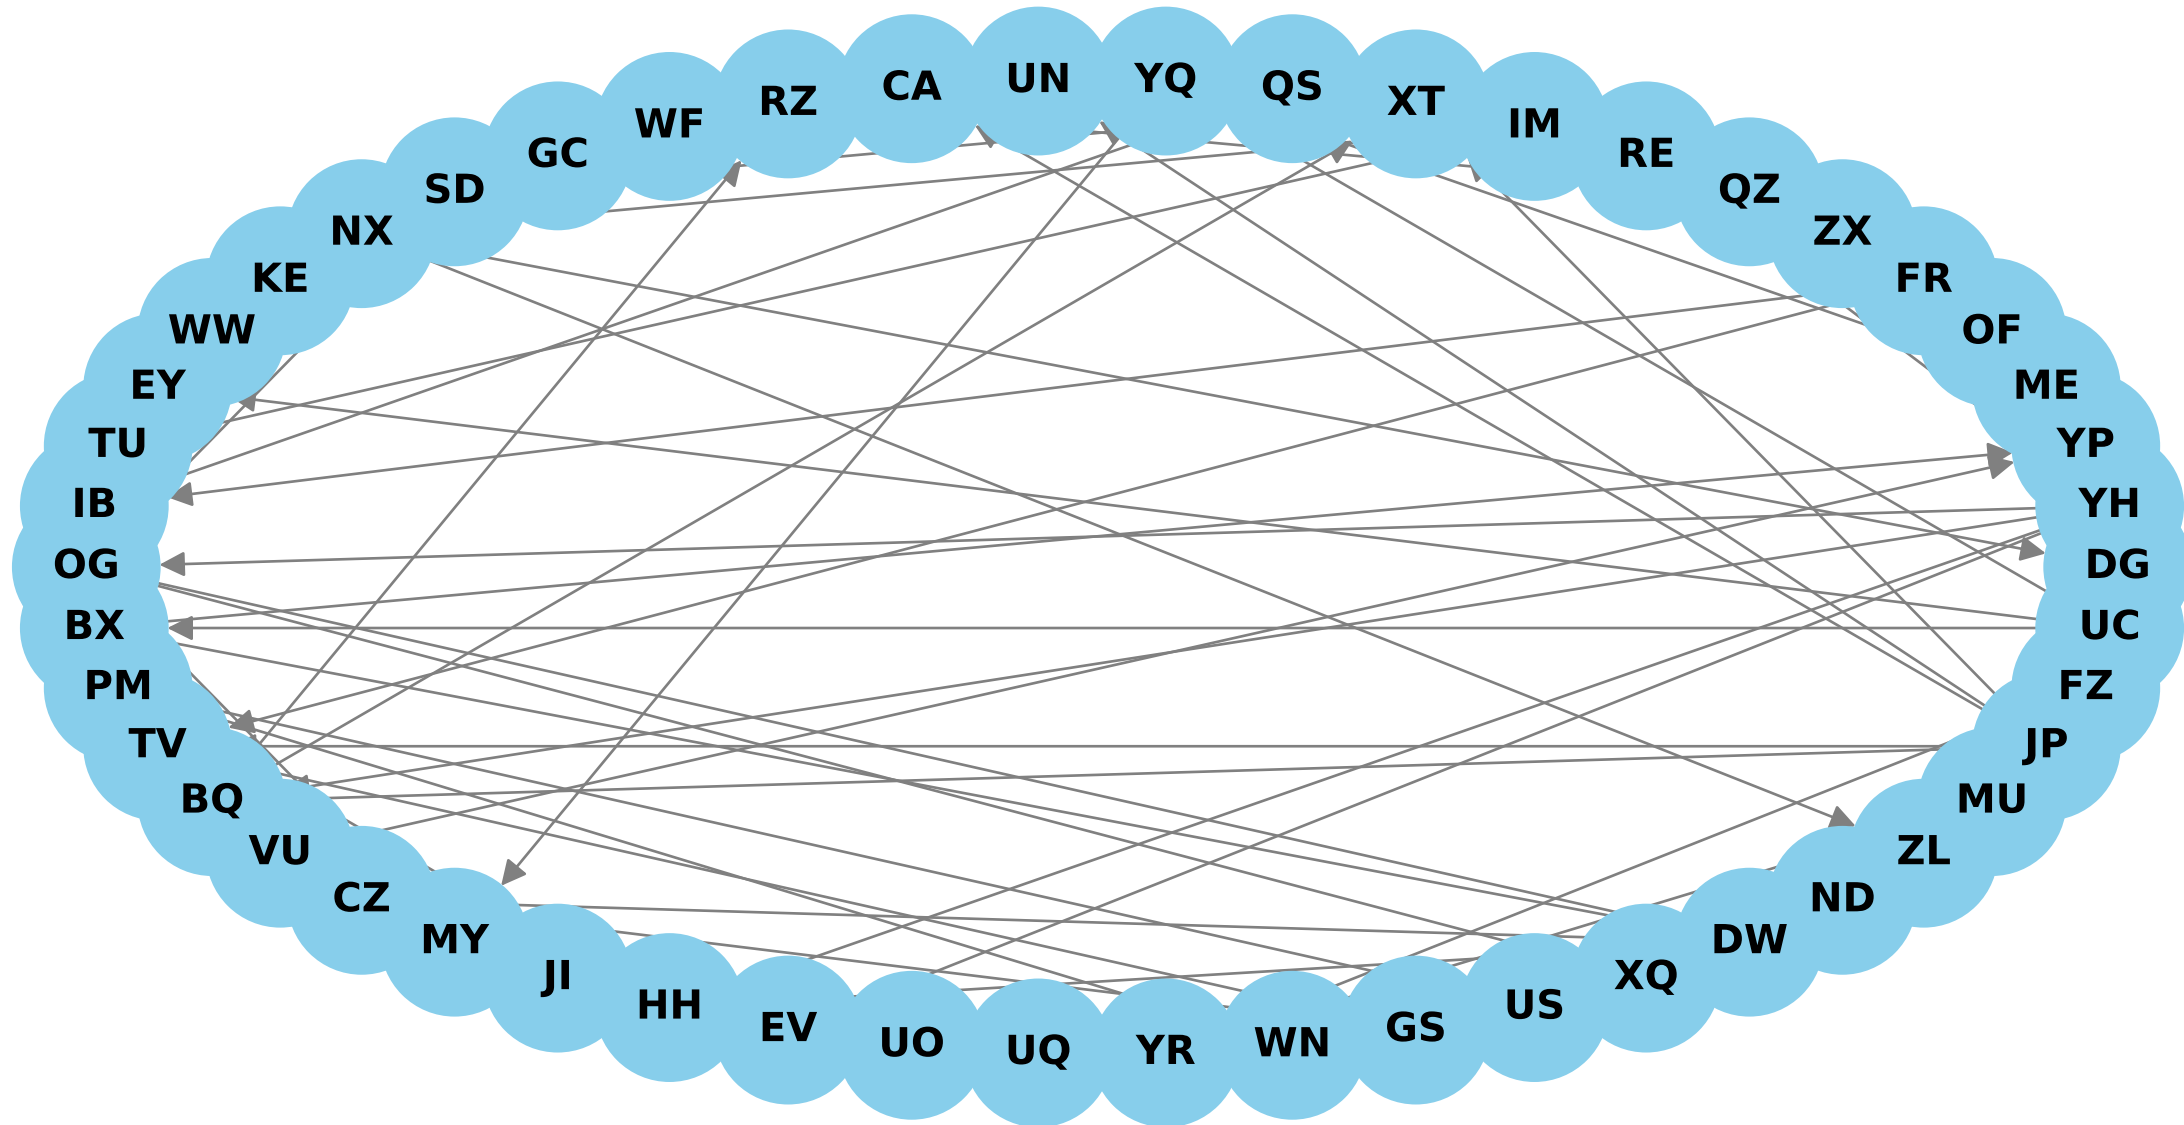 UN YQ
CA QS
RZ XT
WF IM
GC RE
SD QZ
NX ZX
KE FR
WW OF
EY ME
TU YP
IB YH
OG DG
BX UC
PM FZ
TV JP
BQ MU
VU ZL
CZ ND
MY DW
JI XQ
HH US
EV GS
UO WN
UQ YR